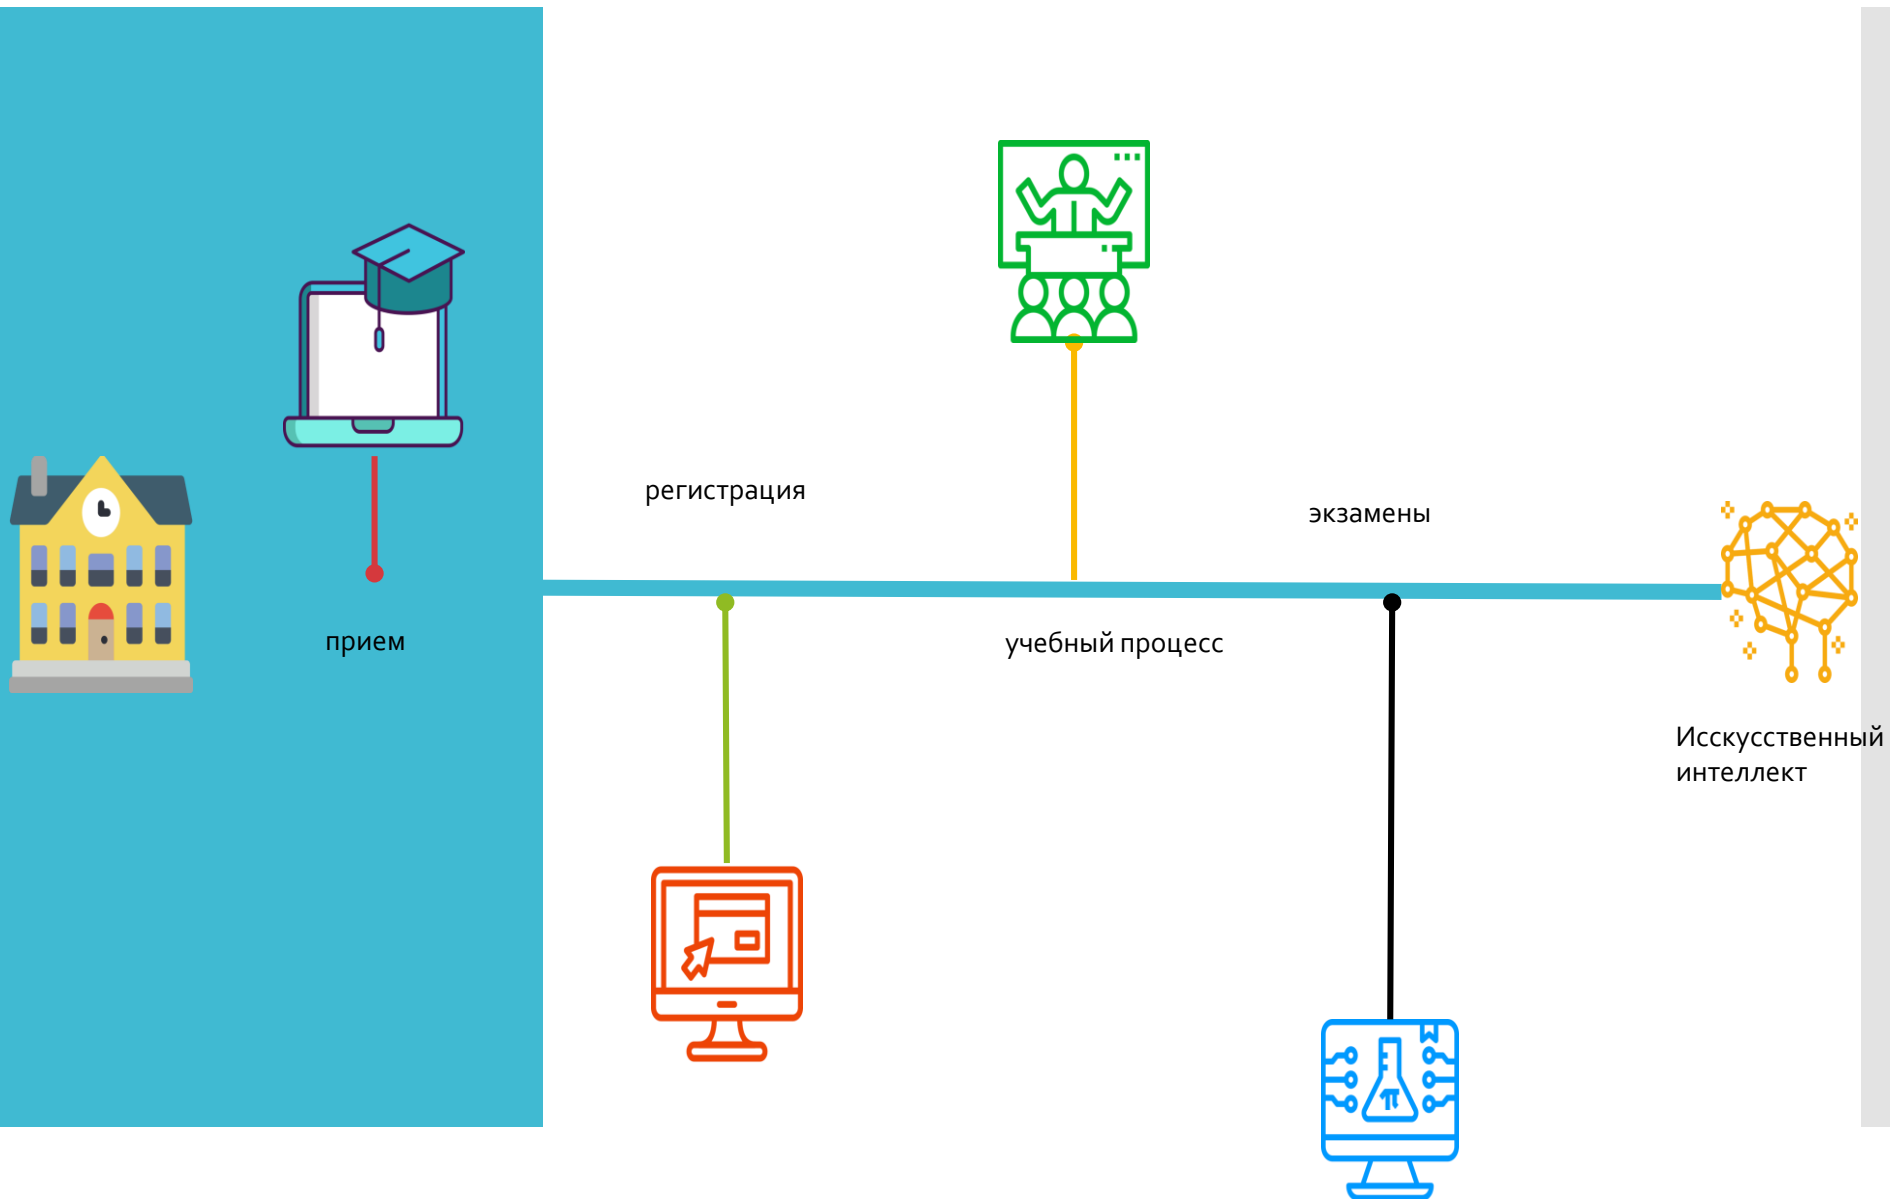 регистрация
экзамены
прием
учебный процесс
Исскусственный
интеллект
π